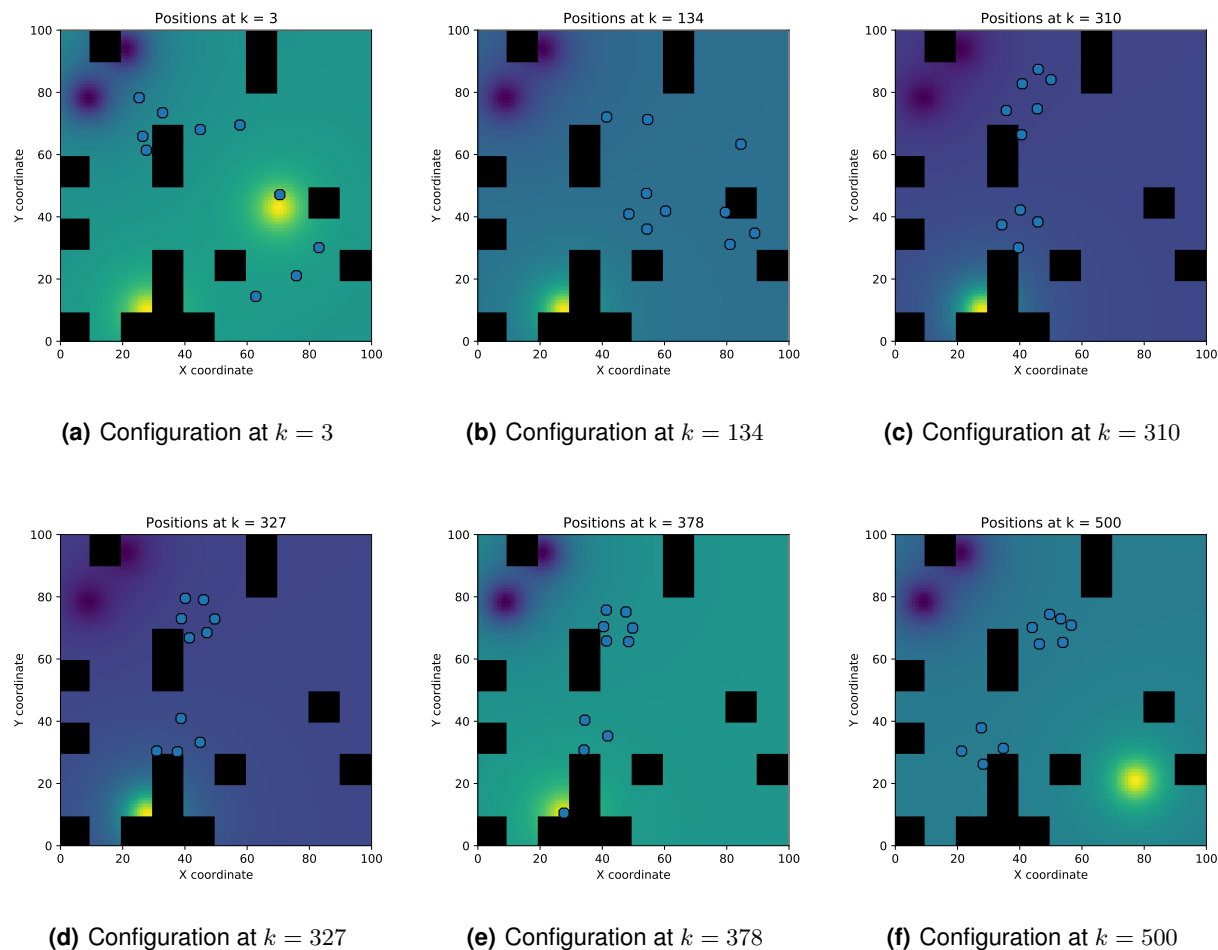 Positions at k = 3
Positions at k = 134
Positions at k = 310
100
80
60
40
20
0
Y coordinate
0 20 40 60 80 100
X coordinate
100
80
60
40
20
0
Y coordinate
0 20 40 60 80 100
X coordinate
100
80
60
40
20
0
Y coordinate
0 20 40 60 80 100
X coordinate
(a) Configuration at k = 3
(b) Configuration at k = 134
(c) Configuration at k = 310
Positions at k = 327
Positions at k = 378
Positions at k = 500
100
80
60
40
20
0
Y coordinate
0 20 40 60 80 100
X coordinate
100
80
60
40
20
0
Y coordinate
0 20 40 60 80 100
X coordinate
100
80
60
40
20
0
Y coordinate
0 20 40 60 80 100
X coordinate
(d) Configuration at k = 327
(e) Configuration at k = 378
(f) Configuration at k = 500